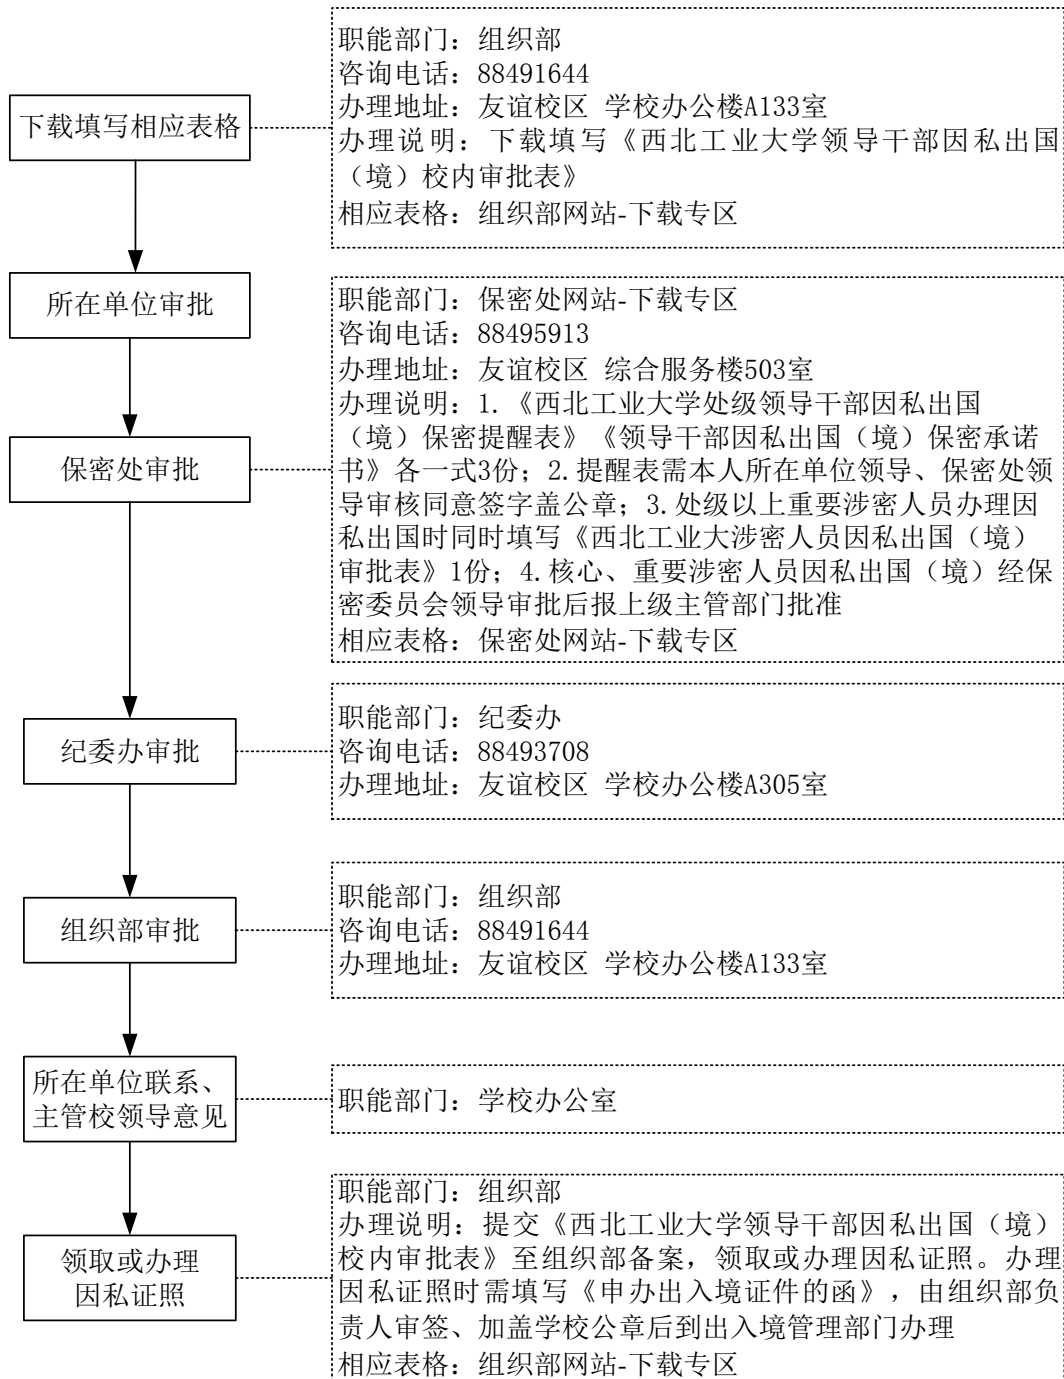 下载填写相应表格
职能部门：组织部
咨询电话：88491644
办理地址：友谊校区 学校办公楼A133室
办理说明：下载填写《西北工业大学领导干部因私出国
（境）校内审批表》
相应表格：组织部网站-下载专区
所在单位审批
保密处审批
职能部门：保密处网站-下载专区
咨询电话：88495913
办理地址：友谊校区 综合服务楼503室
办理说明：1.《西北工业大学处级领导干部因私出国
（境）保密提醒表》《领导干部因私出国（境）保密承诺
书》各一式3份；2.提醒表需本人所在单位领导、保密处领
导审核同意签字盖公章；3.处级以上重要涉密人员办理因
私出国时同时填写《西北工业大涉密人员因私出国（境）
审批表》1份；4.核心、重要涉密人员因私出国（境）经保
密委员会领导审批后报上级主管部门批准
相应表格：保密处网站-下载专区
纪委办审批
职能部门：纪委办
咨询电话：88493708
办理地址：友谊校区 学校办公楼A305室
组织部审批
职能部门：组织部
咨询电话：88491644
办理地址：友谊校区 学校办公楼A133室
所在单位联系、
主管校领导意见
职能部门：学校办公室
领取或办理
因私证照
职能部门：组织部
办理说明：提交《西北工业大学领导干部因私出国（境）
校内审批表》至组织部备案，领取或办理因私证照。办理
因私证照时需填写《申办出入境证件的函》，由组织部负
责人审签、加盖学校公章后到出入境管理部门办理
相应表格：组织部网站-下载专区